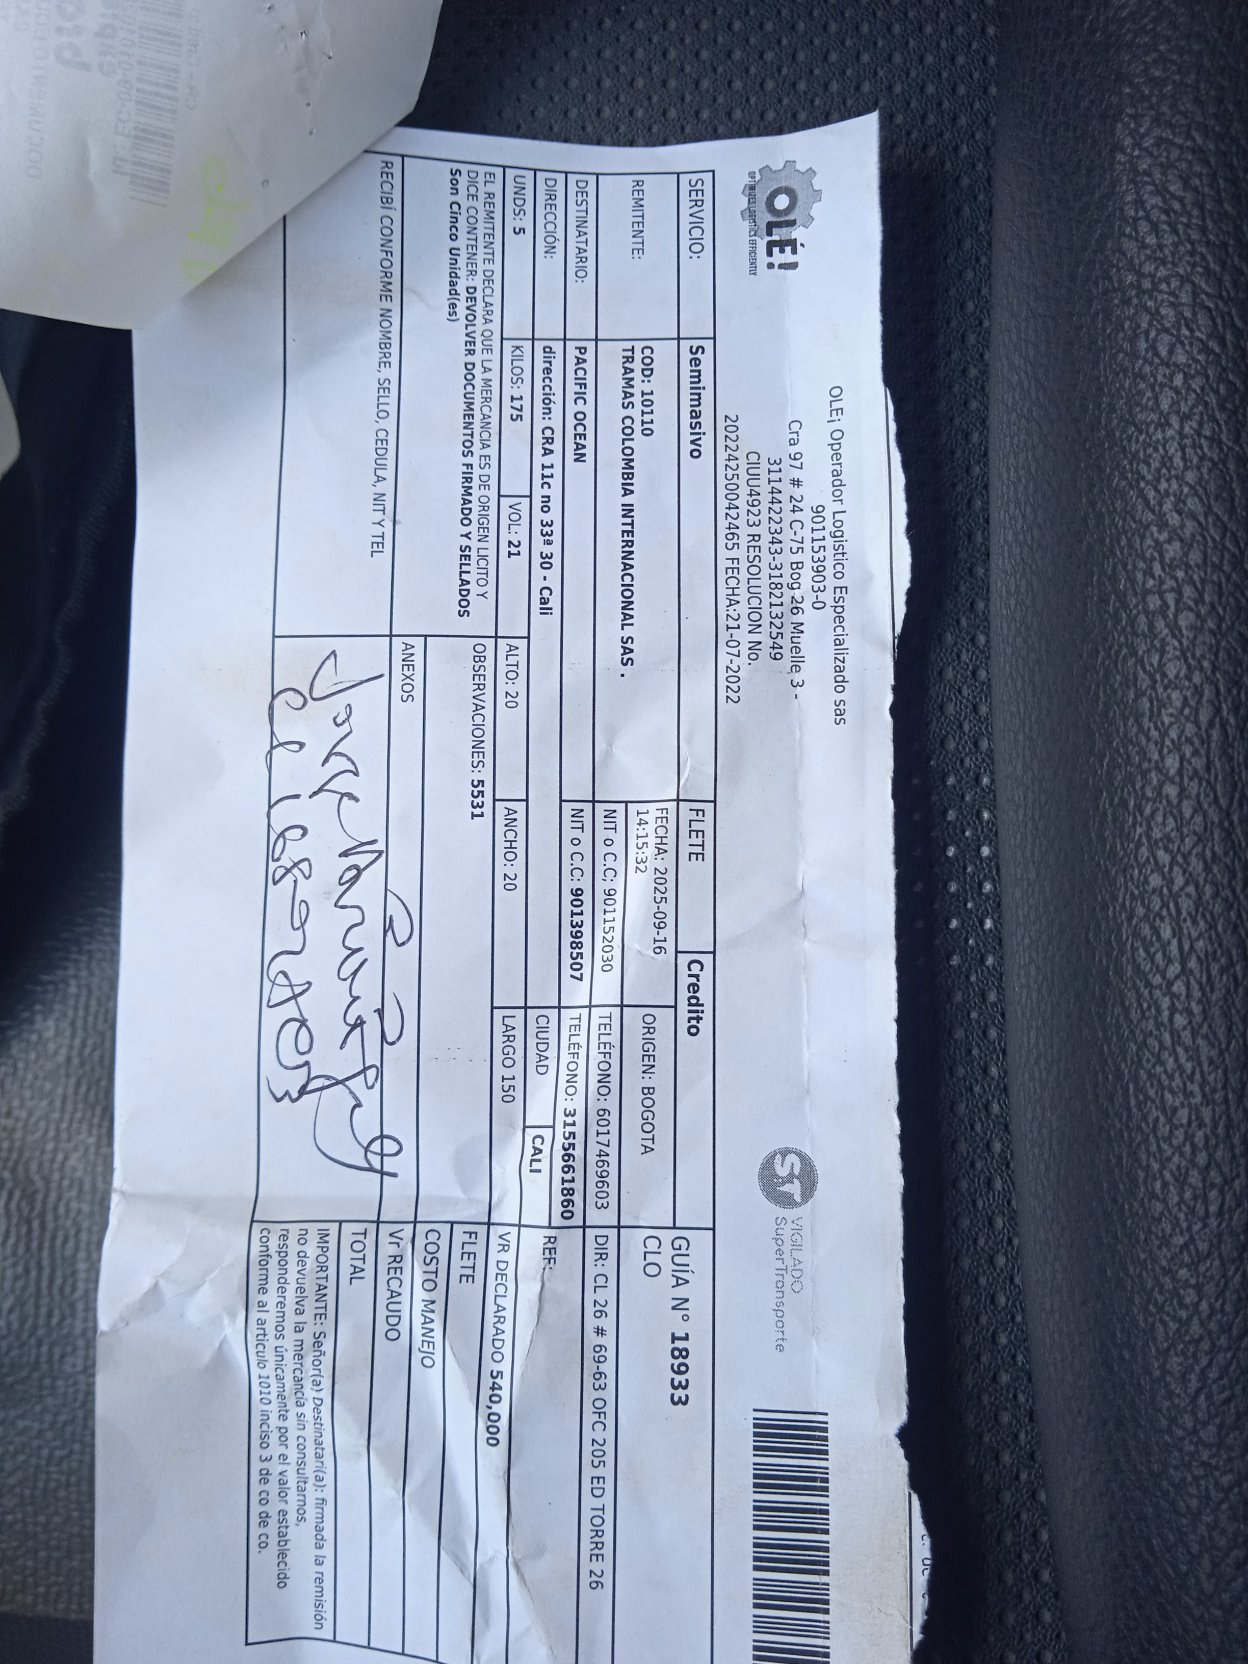 OLÉ!
OPTIMIZES LOGISTICS EFFICIENTLY
OLE¡ Operador Logistico Especializado sas
901153903-0
Cra 97 # 24 C-75 Bog 26 Muelle 3 -
3114422343-3182132549
CIUU4923 RESOLUCION No.
20224250042465 FECHA:21-07-2022
ST
VIGILADO
SuperTransporte
SERVICIO: Semimasivo FLETE Credito
GUÍA N° 18933
CLO
REMITENTE: COD: 10110
TRAMAS COLOMBIA INTERNACIONAL SAS .
FECHA: 2025-09-16
14:15:32
ORIGEN: BOGOTA
NIT o C.C; 901152030 TELÉFONO: 6017469603 DIR: CL 26 # 69-63 OFC 205 ED TORRE 26
DESTINATARIO: PACIFIC OCEAN NIT o C.C: 901398507 TELÉFONO: 3155661860
DIRECCIÓN: dirección: CRA 11c no 33ª 30 - Cali CIUDAD CALI REF:
UNDS: 5 KILOS: 175 VOL: 21 ALTO: 20 ANCHO: 20 LARGO 150 VR DECLARADO 540,000
EL REMITENTE DECLARA QUE LA MERCANCIA ES DE ORIGEN LICITO Y
DICE CONTENER: DEVOLVER DOCUMENTOS FIRMADO Y SELLADOS
Son Cinco Unidad(es)
OBSERVACIONES: 5531
FLETE
COSTO MANEJO
RECIBÍ CONFORME NOMBRE, SELLO, CEDULA, NIT Y TEL
ANEXOS
Vr RECAUDO
TOTAL
Jorge
IMPORTANTE: Señor(a) Destinatari(a): firmada la remisión
no devuelva la mercancía sin consultarnos,
responderemos únicamente por el valor establecido
conforme al articulo 1010 inciso 3 de co de co.